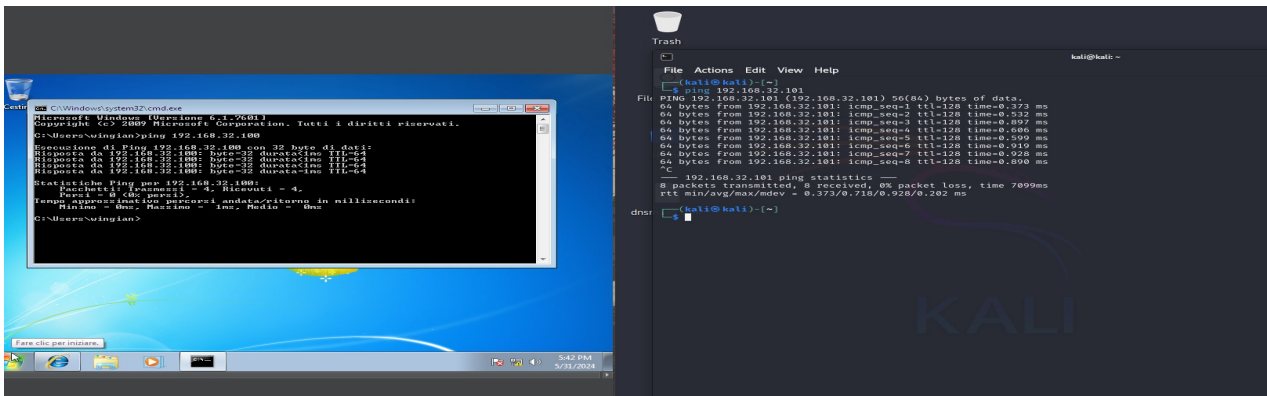 Cestin
C:\Windows\system32\cmd.exe
Microsoft Windows [Versione 6.1.7601]
Copyright (c) 2009 Microsoft Corporation. Tutti i diritti riservati.
C:\Users\wingian>ping 192.168.32.100
Esecuzione di Ping 192.168.32.100 con 32 byte di dati:
Risposta da 192.168.32.100: byte=32 durata<1ms TTL=64
Risposta da 192.168.32.100: byte=32 durata<1ms TTL=64
Risposta da 192.168.32.100: byte=32 durata<1ms TTL=64
Risposta da 192.168.32.100: byte=32 durata=1ms TTL=64
Statistiche Ping per 192.168.32.100:
Pacchetti: Trasmessi = 4, Ricevuti = 4,
Persi = 0 (0% persi),
Tempo approssimativo percorsi andata/ritorno in millisecondi:
Minimo = 0ms, Massimo = 1ms, Medio = 0ms
C:\Users\wingian>
Fare clic per iniziare.
5:42 PM
5/31/2024
Trash
kali@kali: ~
File Actions Edit View Help
(kali㉿kali)-[~]
$ ping 192.168.32.101
PING 192.168.32.101 (192.168.32.101) 56(84) bytes of data.
64 bytes from 192.168.32.101: icmp_seq=1 ttl=128 time=0.373 ms
64 bytes from 192.168.32.101: icmp_seq=2 ttl=128 time=0.532 ms
64 bytes from 192.168.32.101: icmp_seq=3 ttl=128 time=0.897 ms
64 bytes from 192.168.32.101: icmp_seq=4 ttl=128 time=0.606 ms
64 bytes from 192.168.32.101: icmp_seq=5 ttl=128 time=0.599 ms
64 bytes from 192.168.32.101: icmp_seq=6 ttl=128 time=0.919 ms
64 bytes from 192.168.32.101: icmp_seq=7 ttl=128 time=0.928 ms
64 bytes from 192.168.32.101: icmp_seq=8 ttl=128 time=0.890 ms
^C
— 192.168.32.101 ping statistics —
8 packets transmitted, 8 received, 0% packet loss, time 7099ms
rtt min/avg/max/mdev = 0.373/0.718/0.928/0.202 ms
(kali㉿kali)-[~]
$
File
dnsr
KALI